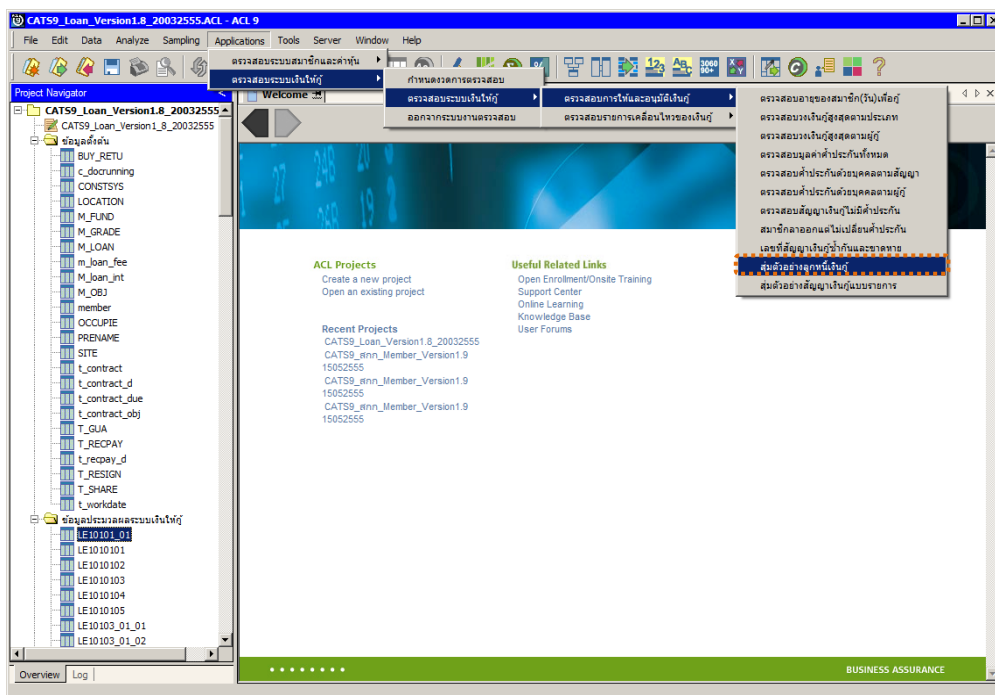 CATS9_Loan_Version1.8_20032555.ACL - ACL 9
File Edit Data Analyze Sampling Applications Tools Server Window Help
ตรวจสอบระบบสมาชิกและค่าหุ้น
ตรวจสอบระบบเงินให้กู้
กำหนดงวดการตรวจสอบ
ตรวจสอบระบบเงินให้กู้
ออกจากระบบงานตรวจสอบ
ตรวจสอบการให้และอนุมัติเงินกู้
ตรวจสอบรายการเคลื่อนไหวของเงินกู้
ตรวจสอบอายุของสมาชิก(วัน)เพื่อกู้
ตรวจสอบวงเงินกู้สูงสุดตามประเภท
ตรวจสอบวงเงินกู้สูงสุดตามผู้กู้
ตรวจสอบมูลค่าค้ำประกันทั้งหมด
ตรวจสอบค้ำประกันด้วยบุคคลตามสัญญา
ตรวจสอบค้ำประกันด้วยบุคคลตามผู้กู้
ตรวจสอบสัญญาเงินกู้ไม่มีค้ำประกัน
สมาชิกลาออกแต่ไม่เปลี่ยนค้ำประกัน
เลขที่สัญญาเงินกู้ซ้ำกันและขาดหาย
สุ่มตัวอย่างลูกหนี้เงินกู้
สุ่มตัวอย่างสัญญาเงินกู้แบบรายการ
Project Navigator
CATS9_Loan_Version1.8_20032555
CATS9_Loan_Version1_8_20032555
ข้อมูลตั้งต้น
BUY_RETU
c_docrunning
CONSTSYS
LOCATION
M_FUND
M_GRADE
M_LOAN
m_loan_fee
M_loan_int
M_OBJ
member
OCCUPIE
PRENAME
SITE
t_contract
t_contract_d
t_contract_due
t_contract_obj
T_GUA
T_RECPAY
t_recpay_d
T_RESIGN
T_SHARE
t_workdate
ข้อมูลประมวลผลระบบเงินให้กู้
LE10101_01
LE1010101
LE1010102
LE1010103
LE1010104
LE1010105
LE10103_01_01
LE10103_01_02
Overview Log
Welcome
ACL Projects
Create a new project
Open an existing project
Recent Projects
CATS9_Loan_Version1.8_20032555
CATS9_สกก_Member_Version1.9
15052555
CATS9_สกก_Member_Version1.9
15052555
CATS9_สกก_Member_Version1.9
15052555
Useful Related Links
Open Enrollment/Onsite Training
Support Center
Online Learning
Knowledge Base
User Forums
BUSINESS ASSURANCE